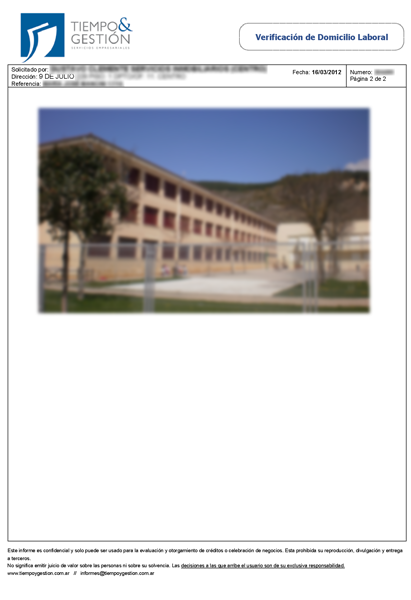 TIEMPO&
GESTIÓN
SERVICIOS EMPRESARIALES
Verificación de Domicilio Laboral
Solicitado por:
Fecha: 16/03/2012
Numero:
Dirección: 9 DE JULIO
Página 2 de 2
Referencia:
Este informe es confidencial y solo puede ser usado para la evaluación y otorgamiento de créditos o celebración de negocios. Esta prohibida su reproducción, divulgación y entrega
a terceros.
No significa emitir juicio de valor sobre las personas ni sobre su solvencia. Las decisiones a las que arribe el usuario son de su exclusiva responsabilidad.
www.tiempoygestion.com.ar // informes@tiempoygestion.com.ar